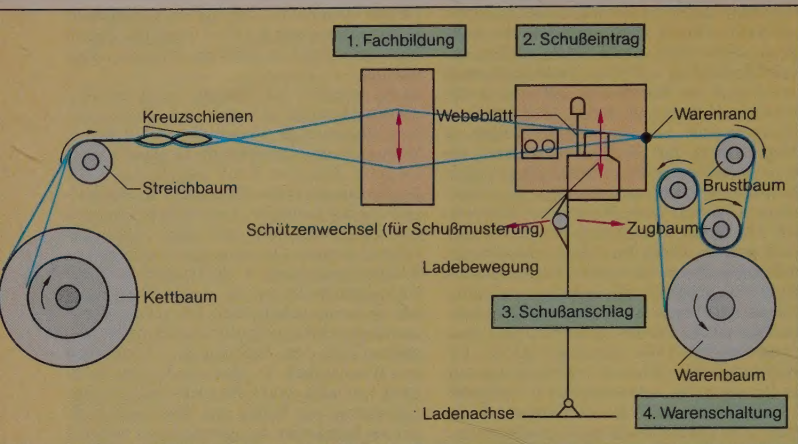 1. Fachbildung
2. Schußeintrag
Kreuzschienen
Webeblatt
Warenrand
Streichbaum
Brustbaum
Schützenwechsel (für Schußmusterung)
Zugbaum
Ladebewegung
Kettbaum
3. Schußanschlag
Warenbaum
Ladenachse
4. Warenschaltung